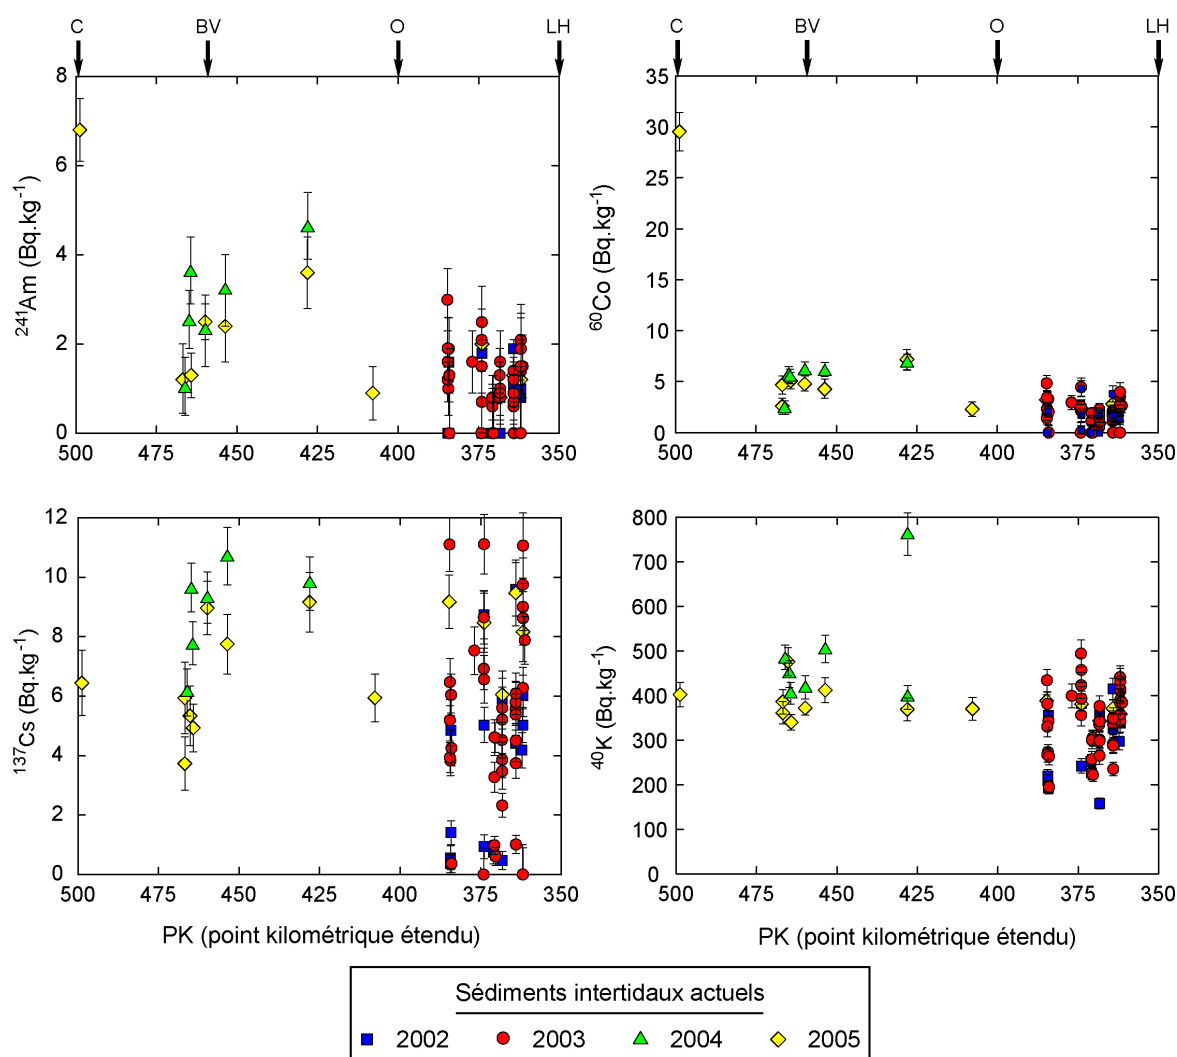 C BV O LH C BV O LH
8 6 4 2 0
241Am (Bq.kg-1)
500 475 450 425 400 375 350
35 30 25 20 15 10 5 0
60Co (Bq.kg-1)
500 475 450 425 400 375 350
12 10 8 6 4 2 0
137Cs (Bq.kg-1)
500 475 450 425 400 375 350
PK (point kilométrique étendu)
800 700 600 500 400 300 200 100 0
40K (Bq.kg-1)
500 475 450 425 400 375 350
PK (point kilométrique étendu)
Sédiments intertidaux actuels
2002 2003 2004 2005